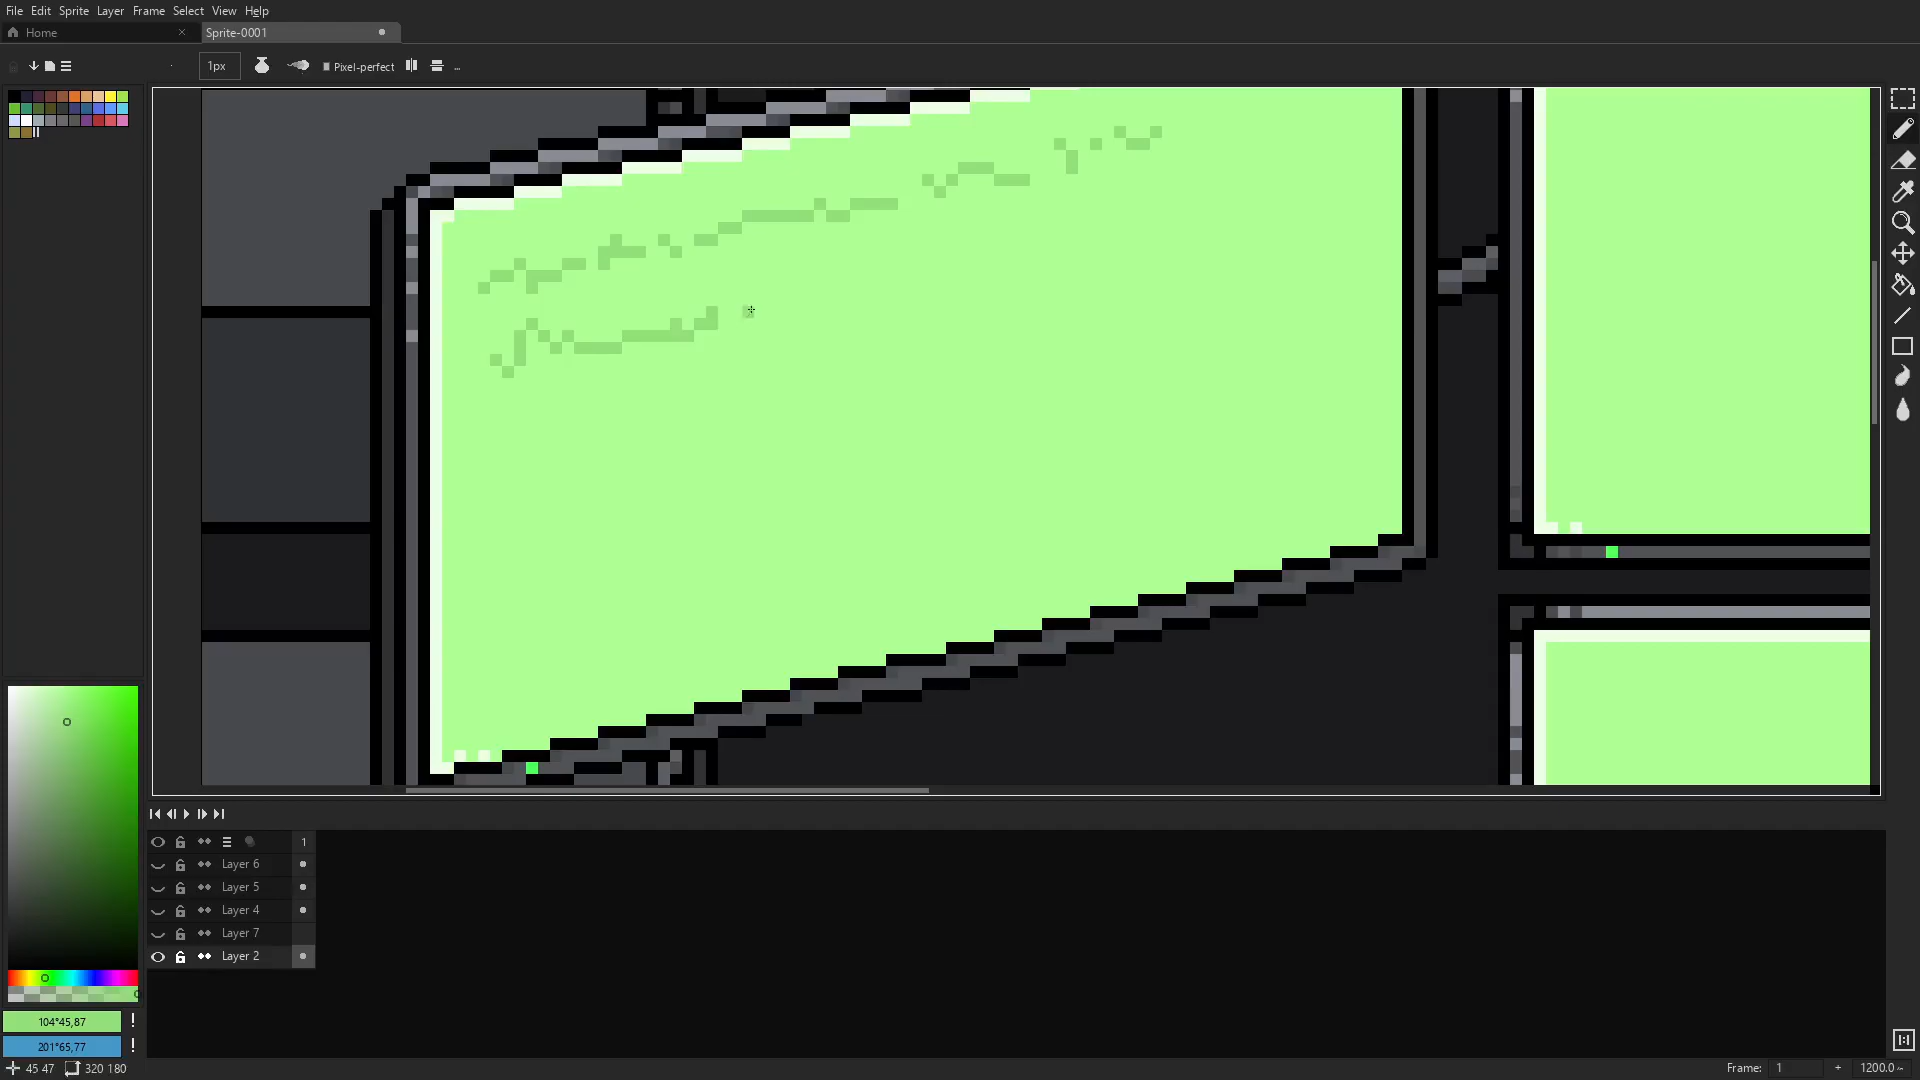 File Edit Sprite Layer Frame Select View Help
Home
Sprite-0001
1px
Pixel-perfect
...
1
Layer 6
Layer 5
Layer 4
Layer 7
Layer 2
104°45,87 !
201°65,77 !
45 47 320 180
Frame: 1 + 1200.0